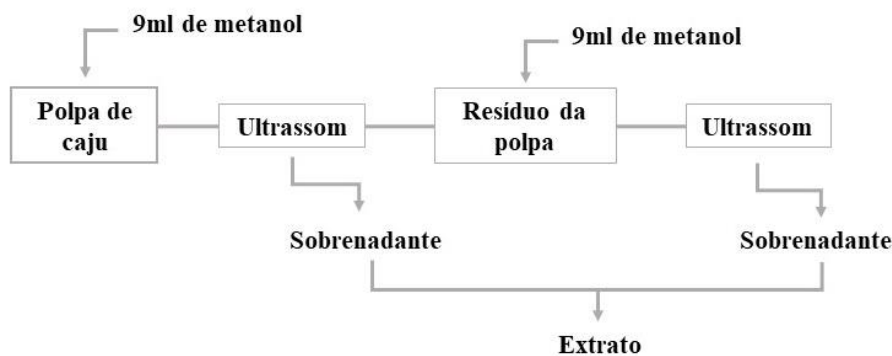 9ml de metanol
9ml de metanol
Polpa de
caju
Ultrassom
Resíduo da
polpa
Ultrassom
Sobrenadante
Sobrenadante
Extrato